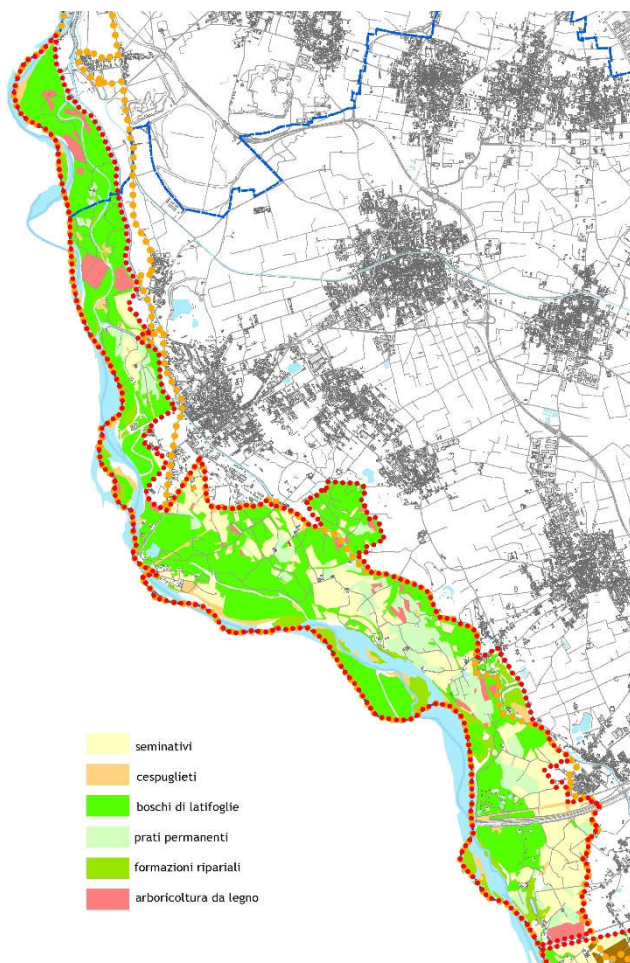 seminativi
cespuglieti
boschi di latifoglie
prati permanenti
formazioni ripariali
arboricoltura da legno